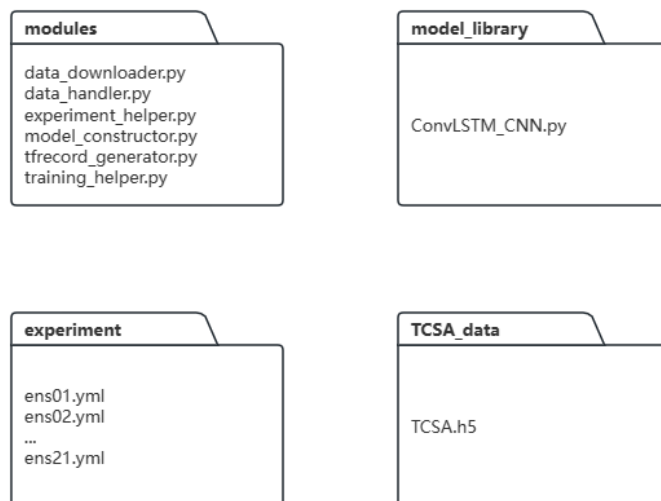 modules
data_downloader.py
data_handler.py
experiment_helper.py
model_constructor.py
tfrecord_generator.py
training_helper.py
model_library
ConvLSTM_CNN.py
experiment
ens01.yml
ens02.yml
...
ens21.yml
TCSA_data
TCSA.h5